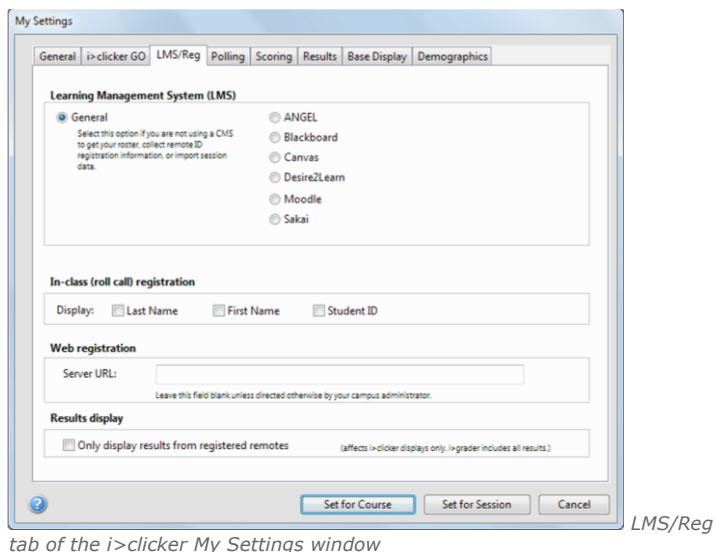 My Settings
General i>clicker GO LMS/Reg Polling Scoring Results Base Display Demographics
Learning Management System (LMS)
General
Select this option if you are not using a CMS
to get your roster, collect remote ID
registration information, or import session
data.
ANGEL
Blackboard
Canvas
Desire2Learn
Moodle
Sakai
In-class (roll call) registration
Display: Last Name First Name Student ID
Web registration
Server URL:
Leave this field blank unless directed otherwise by your campus administrator.
Results display
Only display results from registered remotes (affects i>clicker displays only. i>grader includes all results.)
? Set for Course Set for Session Cancel
LMS/Reg
tab of the i>clicker My Settings window